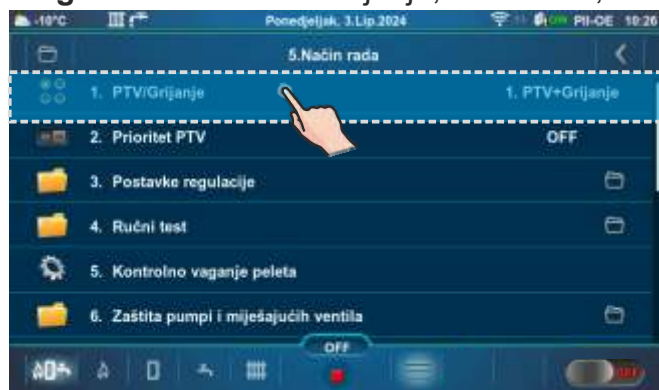 -10°C Ponedjeljak, 3.Lip.2024 PII-OE 10:26
5.Način rada
1. PTV/Grijanje 1. PTV+Grijanje
2. Prioritet PTV OFF
3. Postavke regulacije
4. Ručni test
5. Kontrolno vaganje peleta
6. Zaštita pumpi i miješajućih ventila
OFF
OFF